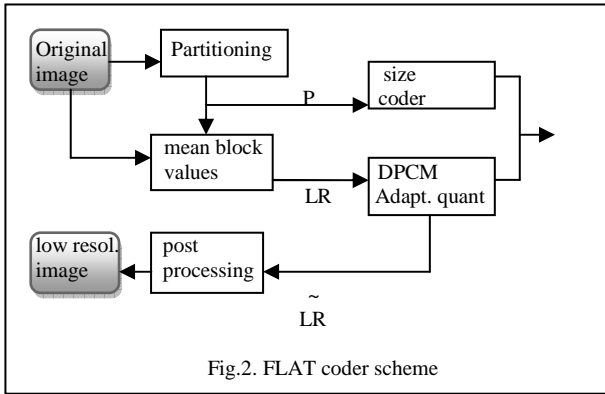 Original
image
Partitioning
size
coder
P
mean block
values
DPCM
Adapt. quant
LR
low resol.
image
post
processing
~
LR
Fig.2. FLAT coder scheme